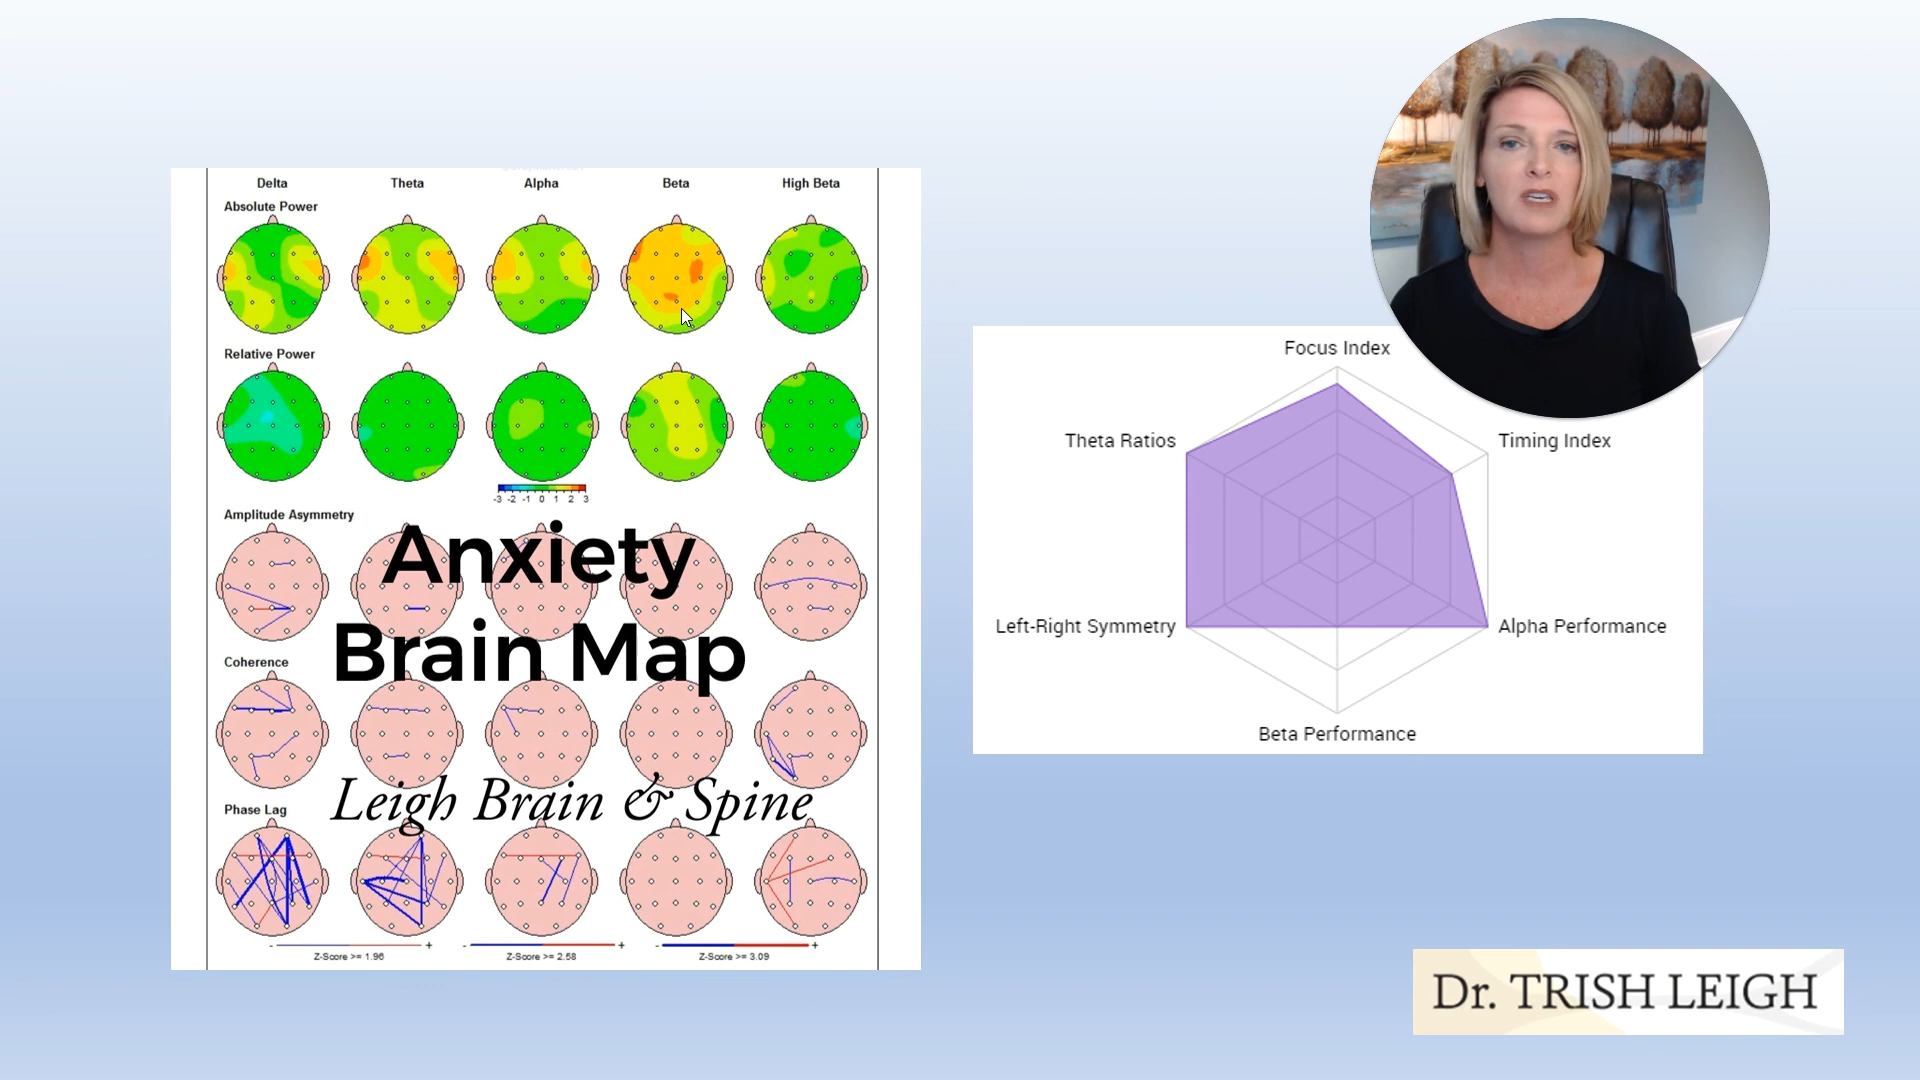 Delta Theta Alpha Beta High Beta
Absolute Power
Relative Power
-3 -2 -1 0 1 2 3
Amplitude Asymmetry
Anxiety
Brain Map
Coherence
Leigh Brain & Spine
Phase Lag
- + - + - +
Z-Score >= 1.96 Z-Score >= 2.58 Z-Score >= 3.09
Focus Index
Theta Ratios
Timing Index
Left-Right Symmetry
Alpha Performance
Beta Performance
Dr. TRISH LEIGH